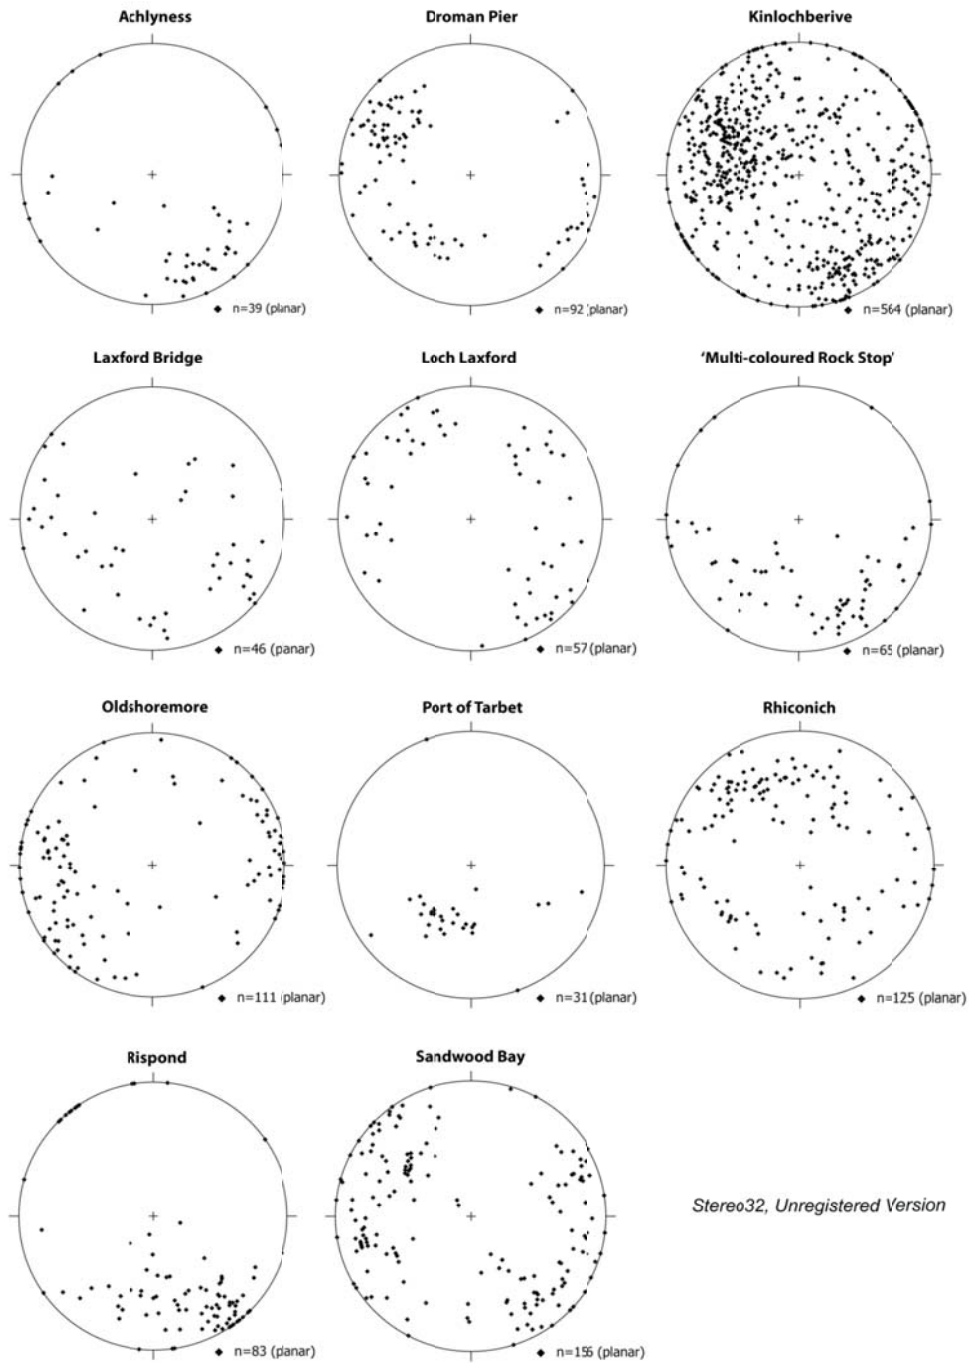 Achlyness
Droman Pier
Kinlochberive
n=39 (planar)
n=92 (planar)
n=564 (planar)
Laxford Bridge
Loch Laxford
'Multi-coloured Rock Stop'
n=46 (panar)
n=57(planar)
n=65 (planar)
Oldshoremore
Port of Tarbet
Rhiconich
n=111 (planar)
n=31(planar)
n=125 (planar)
Rispond
Sandwood Bay
Stereo32, Unregistered Version
n=83 (planar)
n=156 (planar)